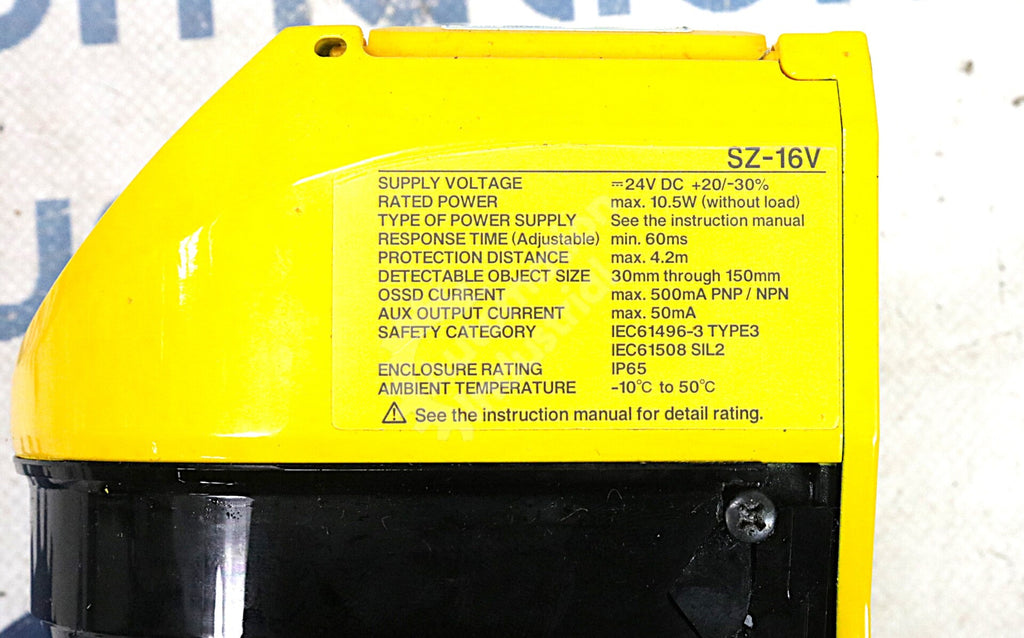 SZ-16V
SUPPLY VOLTAGE ⎓24V DC +20/-30%
RATED POWER max. 10.5W (without load)
TYPE OF POWER SUPPLY See the instruction manual
RESPONSE TIME (Adjustable) min. 60ms
PROTECTION DISTANCE max. 4.2m
DETECTABLE OBJECT SIZE 30mm through 150mm
OSSD CURRENT max. 500mA PNP / NPN
AUX OUTPUT CURRENT max. 50mA
SAFETY CATEGORY IEC61496-3 TYPE3
IEC61508 SIL2
ENCLOSURE RATING IP65
AMBIENT TEMPERATURE -10℃ to 50℃
⚠ See the instruction manual for detail rating.